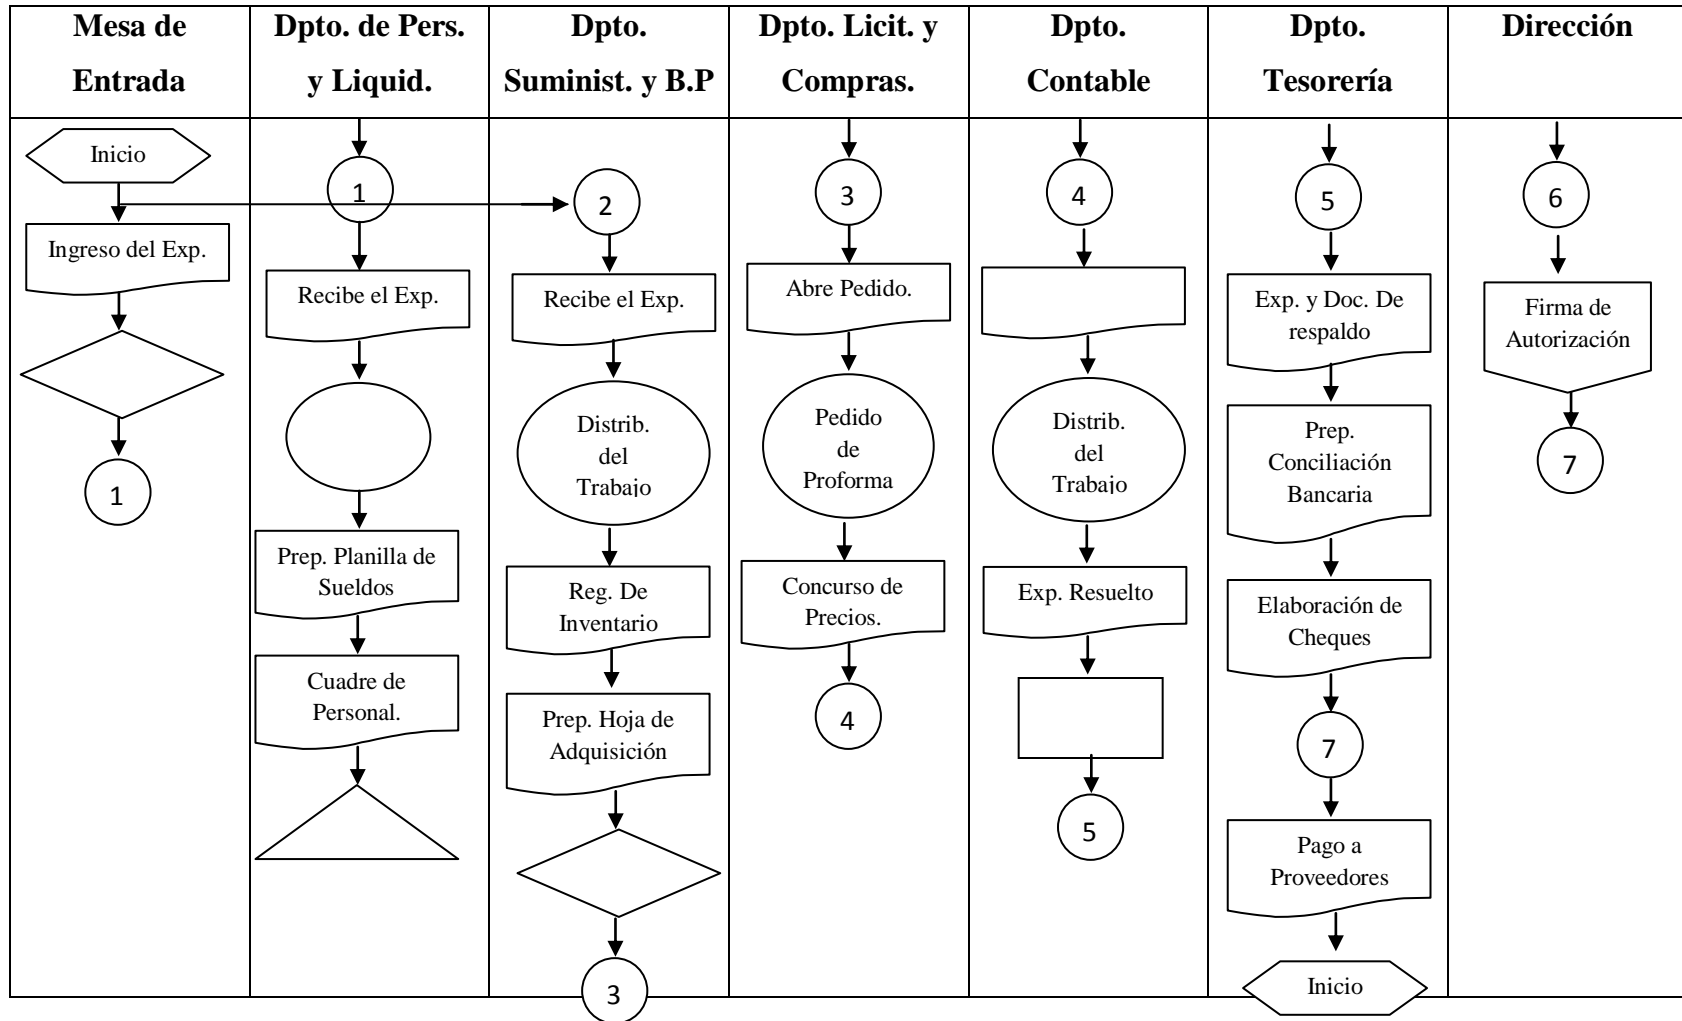 Mesa de
Entrada
Dpto. de Pers.
y Liquid.
Dpto.
Suminist. y B.P
Dpto. Licit. y
Compras.
Dpto.
Contable
Dpto.
Tesorería
Dirección
Inicio
Ingreso del Exp.
1
1
Recibe el Exp.
Prep. Planilla de
Sueldos
Cuadre de
Personal.
2
Recibe el Exp.
Distrib.
del
Trabajo
Reg. De
Inventario
Prep. Hoja de
Adquisición
3
3
Abre Pedido.
Pedido
de
Proforma
Concurso de
Precios.
4
4
Distrib.
del
Trabajo
Exp. Resuelto
5
5
Exp. y Doc. De
respaldo
Prep.
Conciliación
Bancaria
Elaboración de
Cheques
7
Pago a
Proveedores
Inicio
6
Firma de
Autorización
7